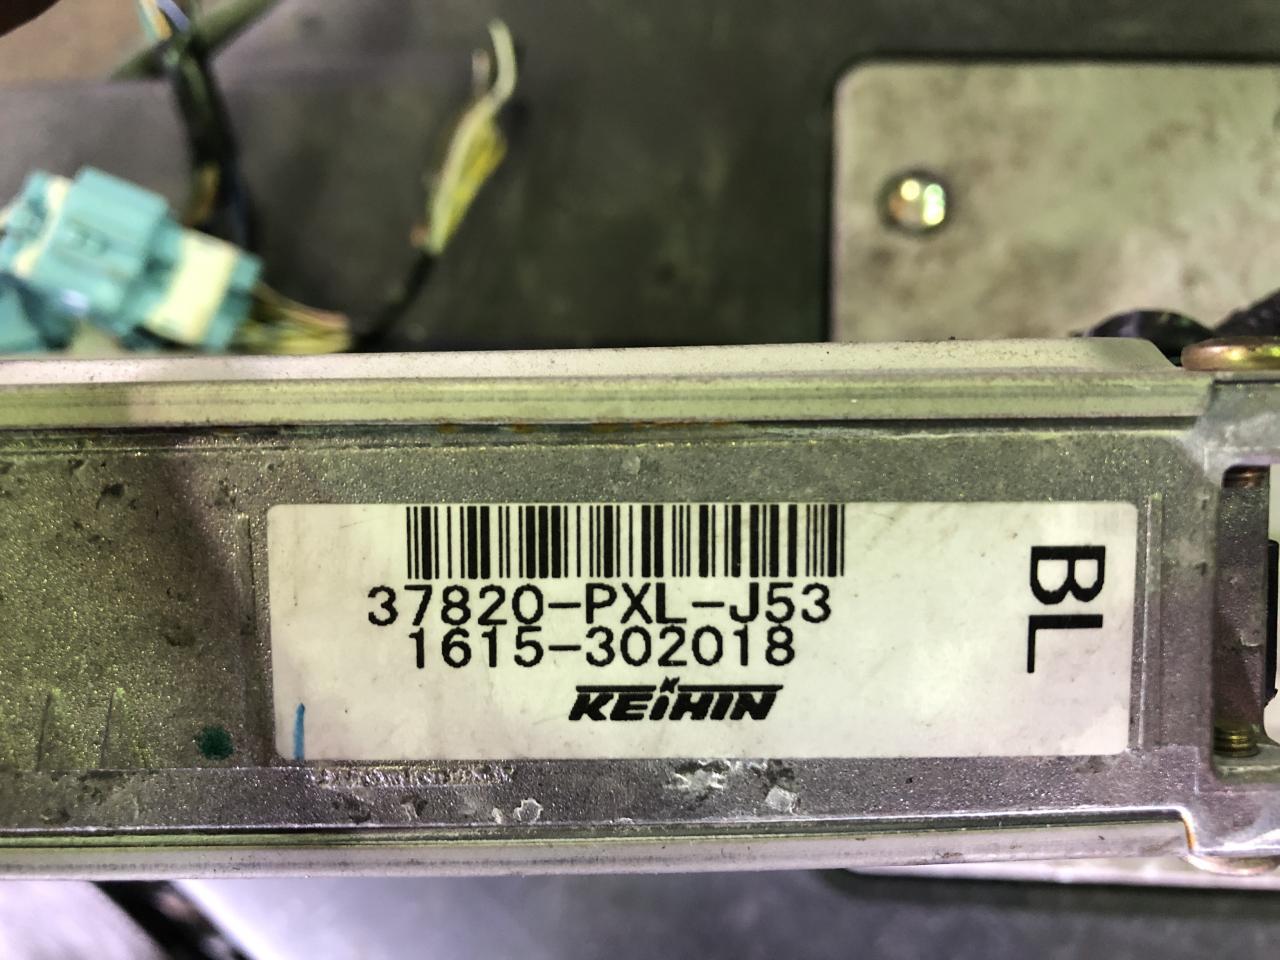 37820-PXL-J53
1615-302018
KEIHIN
BL